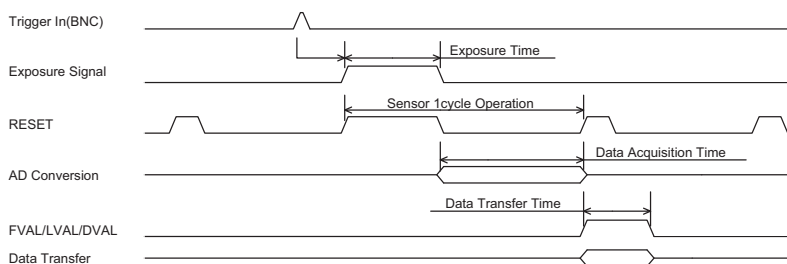 Trigger In(BNC)
Exposure Time
Exposure Signal
Sensor 1cycle Operation
RESET
Data Acquisition Time
AD Conversion
Data Transfer Time
FVAL/LVAL/DVAL
Data Transfer